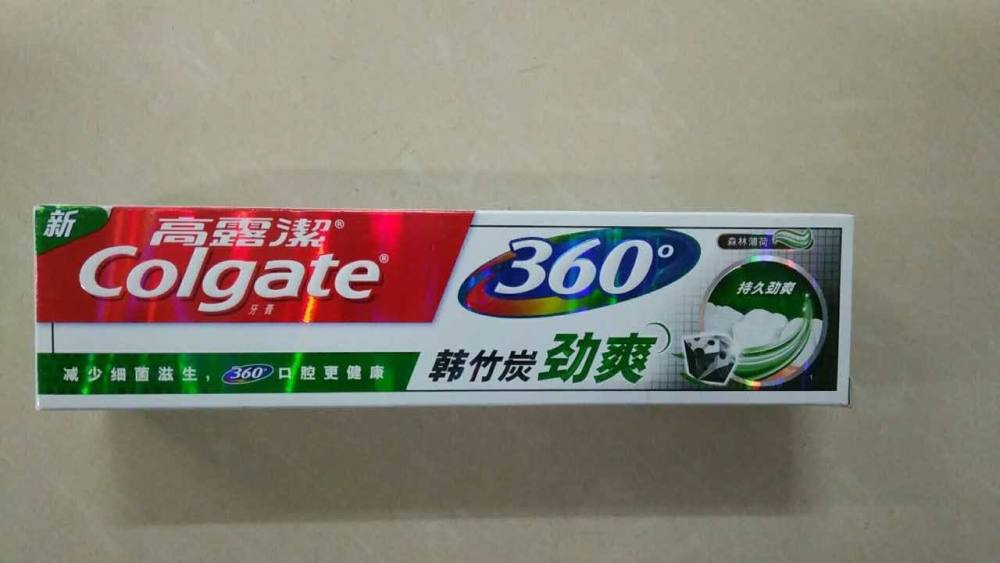 新
高露潔®
Colgate®
牙膏
360°
森林薄荷
持久劲爽
减少细菌滋生，360°口腔更健康
韩竹炭 劲爽